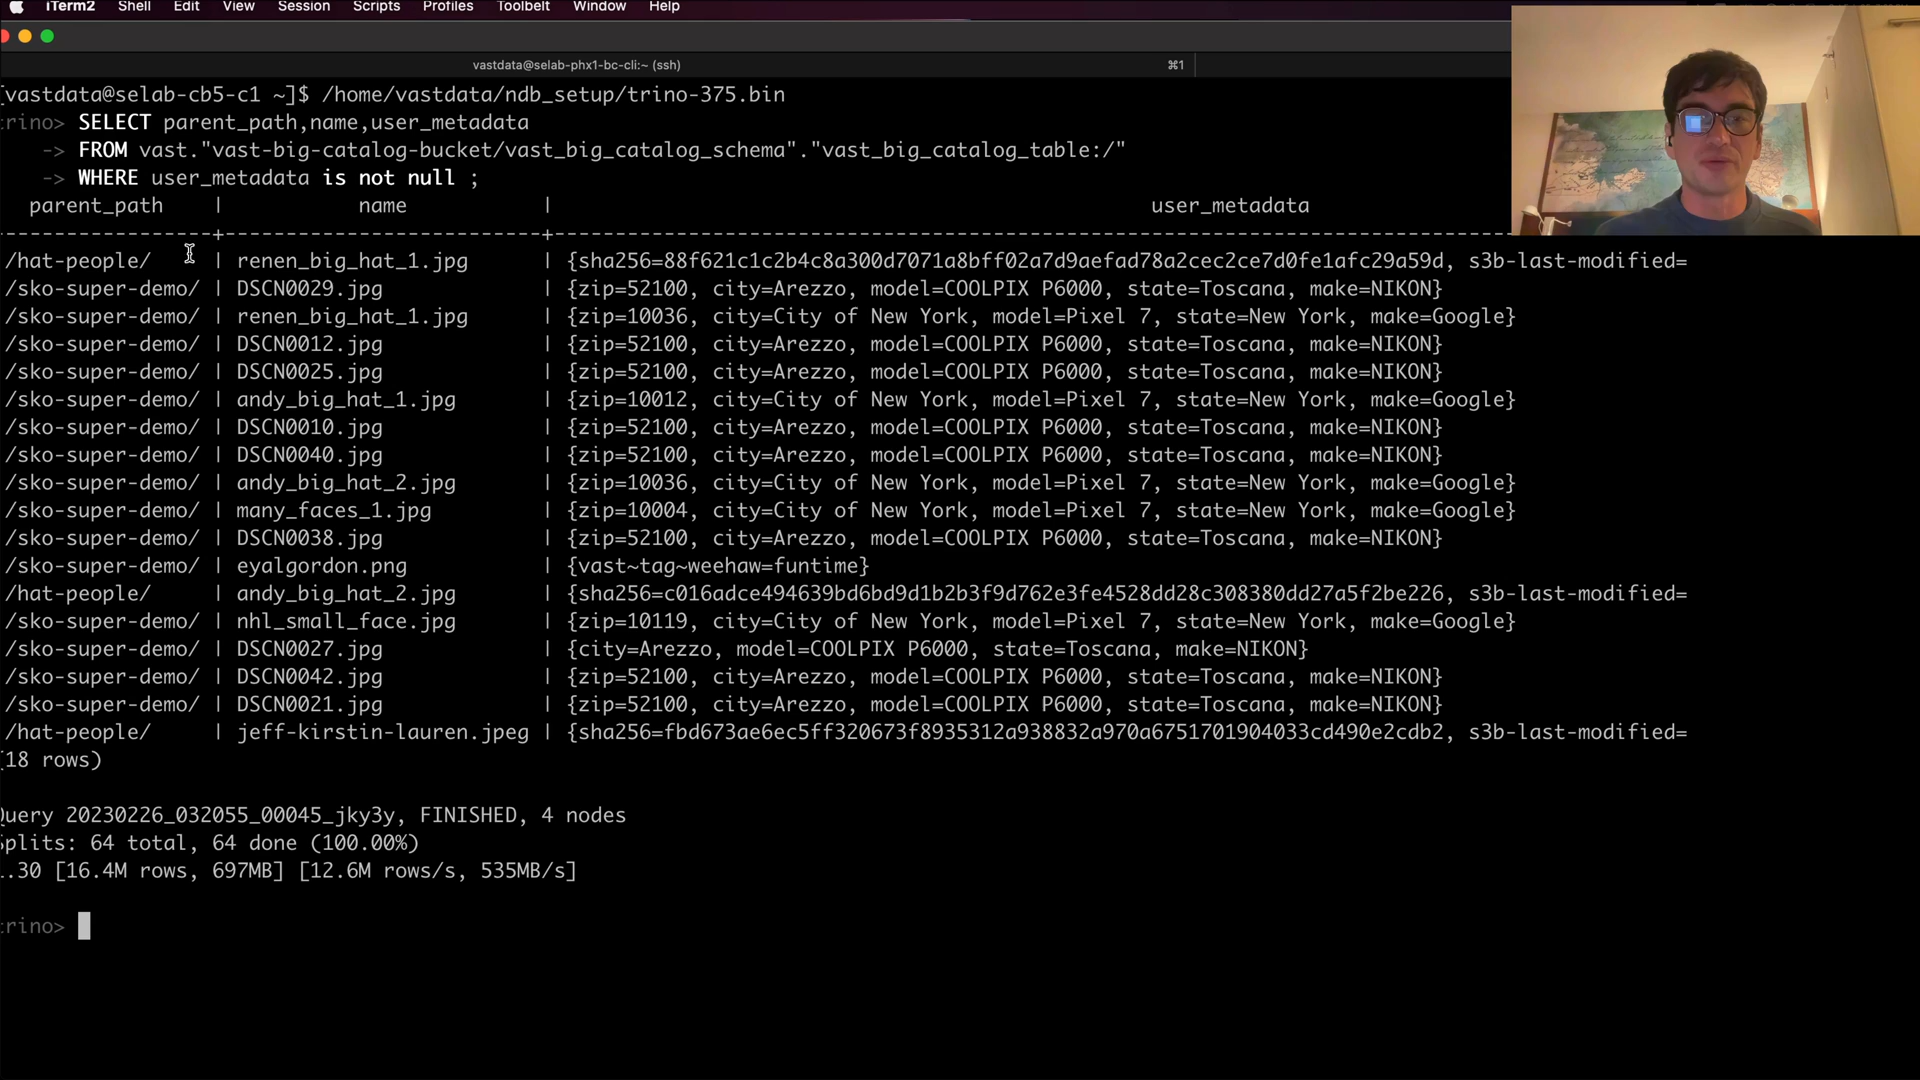 iTerm2 Shell Edit View Session Scripts Profiles Toolbelt Window Help
vastdata@selab-phx1-bc-cli:~ (ssh) ⌘1
[vastdata@selab-cb5-c1 ~]$ /home/vastdata/ndb_setup/trino-375.bin
trino> SELECT parent_path,name,user_metadata
-> FROM vast."vast-big-catalog-bucket/vast_big_catalog_schema"."vast_big_catalog_table:/"
-> WHERE user_metadata is not null ;
parent_path | name | user_metadata
/hat-people/ | renen_big_hat_1.jpg | {sha256=88f621c1c2b4c8a300d7071a8bff02a7d9aefad78a2cec2ce7d0fe1afc29a59d, s3b-last-modified=
/sko-super-demo/ | DSCN0029.jpg | {zip=52100, city=Arezzo, model=COOLPIX P6000, state=Toscana, make=NIKON}
/sko-super-demo/ | renen_big_hat_1.jpg | {zip=10036, city=City of New York, model=Pixel 7, state=New York, make=Google}
/sko-super-demo/ | DSCN0012.jpg | {zip=52100, city=Arezzo, model=COOLPIX P6000, state=Toscana, make=NIKON}
/sko-super-demo/ | DSCN0025.jpg | {zip=52100, city=Arezzo, model=COOLPIX P6000, state=Toscana, make=NIKON}
/sko-super-demo/ | andy_big_hat_1.jpg | {zip=10012, city=City of New York, model=Pixel 7, state=New York, make=Google}
/sko-super-demo/ | DSCN0010.jpg | {zip=52100, city=Arezzo, model=COOLPIX P6000, state=Toscana, make=NIKON}
/sko-super-demo/ | DSCN0040.jpg | {zip=52100, city=Arezzo, model=COOLPIX P6000, state=Toscana, make=NIKON}
/sko-super-demo/ | andy_big_hat_2.jpg | {zip=10036, city=City of New York, model=Pixel 7, state=New York, make=Google}
/sko-super-demo/ | many_faces_1.jpg | {zip=10004, city=City of New York, model=Pixel 7, state=New York, make=Google}
/sko-super-demo/ | DSCN0038.jpg | {zip=52100, city=Arezzo, model=COOLPIX P6000, state=Toscana, make=NIKON}
/sko-super-demo/ | eyalgordon.png | {vast~tag~weehaw=funtime}
/hat-people/ | andy_big_hat_2.jpg | {sha256=c016adce494639bd6bd9d1b2b3f9d762e3fe4528dd28c308380dd27a5f2be226, s3b-last-modified=
/sko-super-demo/ | nhl_small_face.jpg | {zip=10119, city=City of New York, model=Pixel 7, state=New York, make=Google}
/sko-super-demo/ | DSCN0027.jpg | {city=Arezzo, model=COOLPIX P6000, state=Toscana, make=NIKON}
/sko-super-demo/ | DSCN0042.jpg | {zip=52100, city=Arezzo, model=COOLPIX P6000, state=Toscana, make=NIKON}
/sko-super-demo/ | DSCN0021.jpg | {zip=52100, city=Arezzo, model=COOLPIX P6000, state=Toscana, make=NIKON}
/hat-people/ | jeff-kirstin-lauren.jpeg | {sha256=fbd673ae6ec5ff320673f8935312a938832a970a6751701904033cd490e2cdb2, s3b-last-modified=
(18 rows)
Query 20230226_032055_00045_jky3y, FINISHED, 4 nodes
Splits: 64 total, 64 done (100.00%)
.30 [16.4M rows, 697MB] [12.6M rows/s, 535MB/s]
trino>